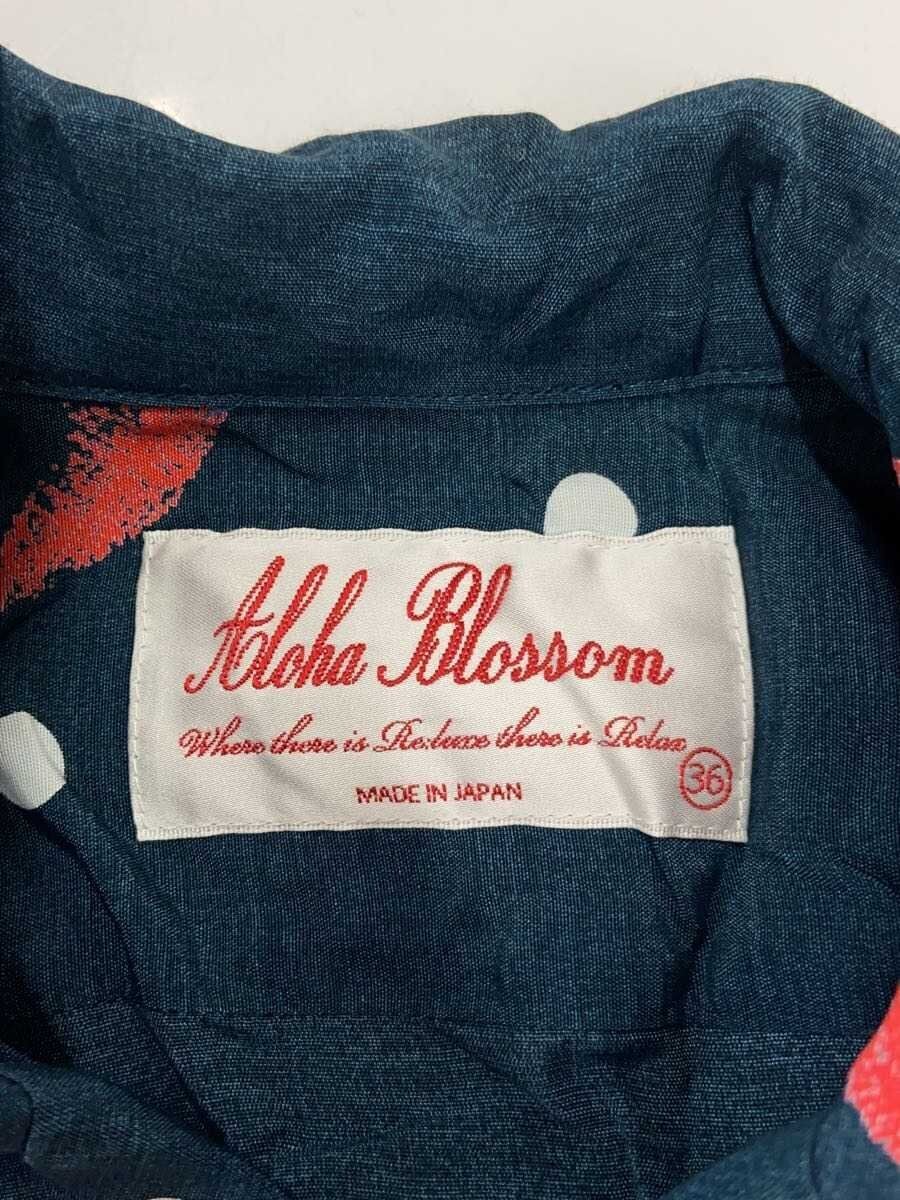 Aloha Blossom
Where there is Re:luxe there is Relax
36
MADE IN JAPAN